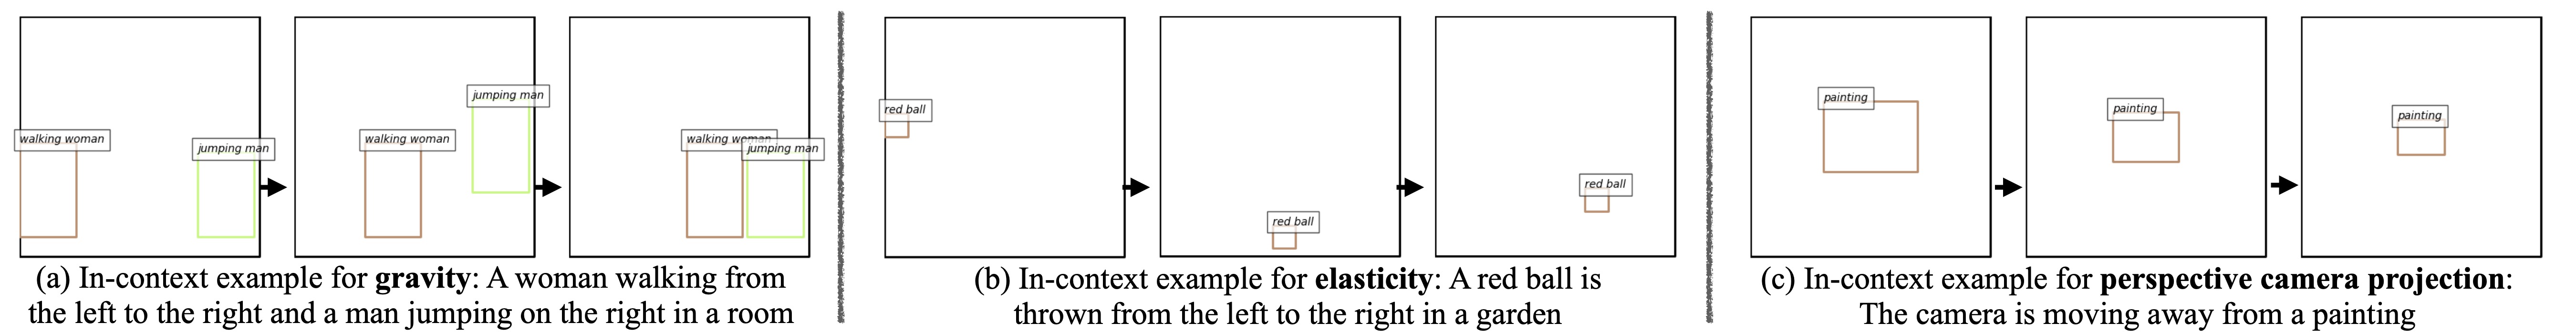 walking woman
jumping man
walking woman
jumping man
walking woman
jumping man
(a) In-context example for gravity: A woman walking from
the left to the right and a man jumping on the right in a room
red ball
red ball
red ball
(b) In-context example for elasticity: A red ball is
thrown from the left to the right in a garden
painting
painting
painting
(c) In-context example for perspective camera projection:
The camera is moving away from a painting